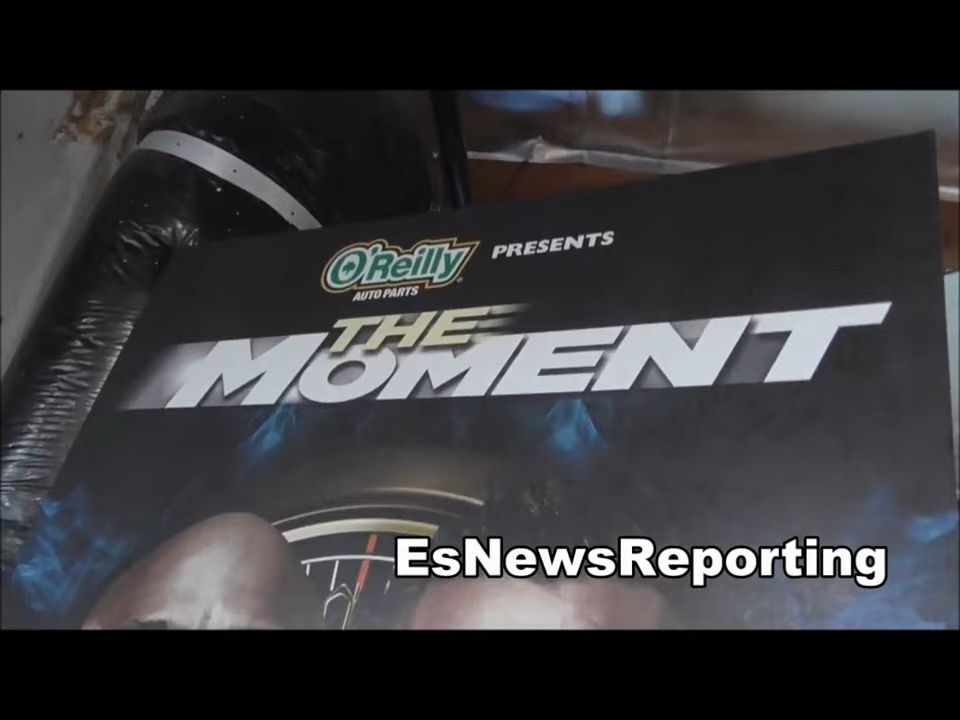 O'Reilly PRESENTS
AUTO PARTS
THE
MOMENT
EsNewsReporting